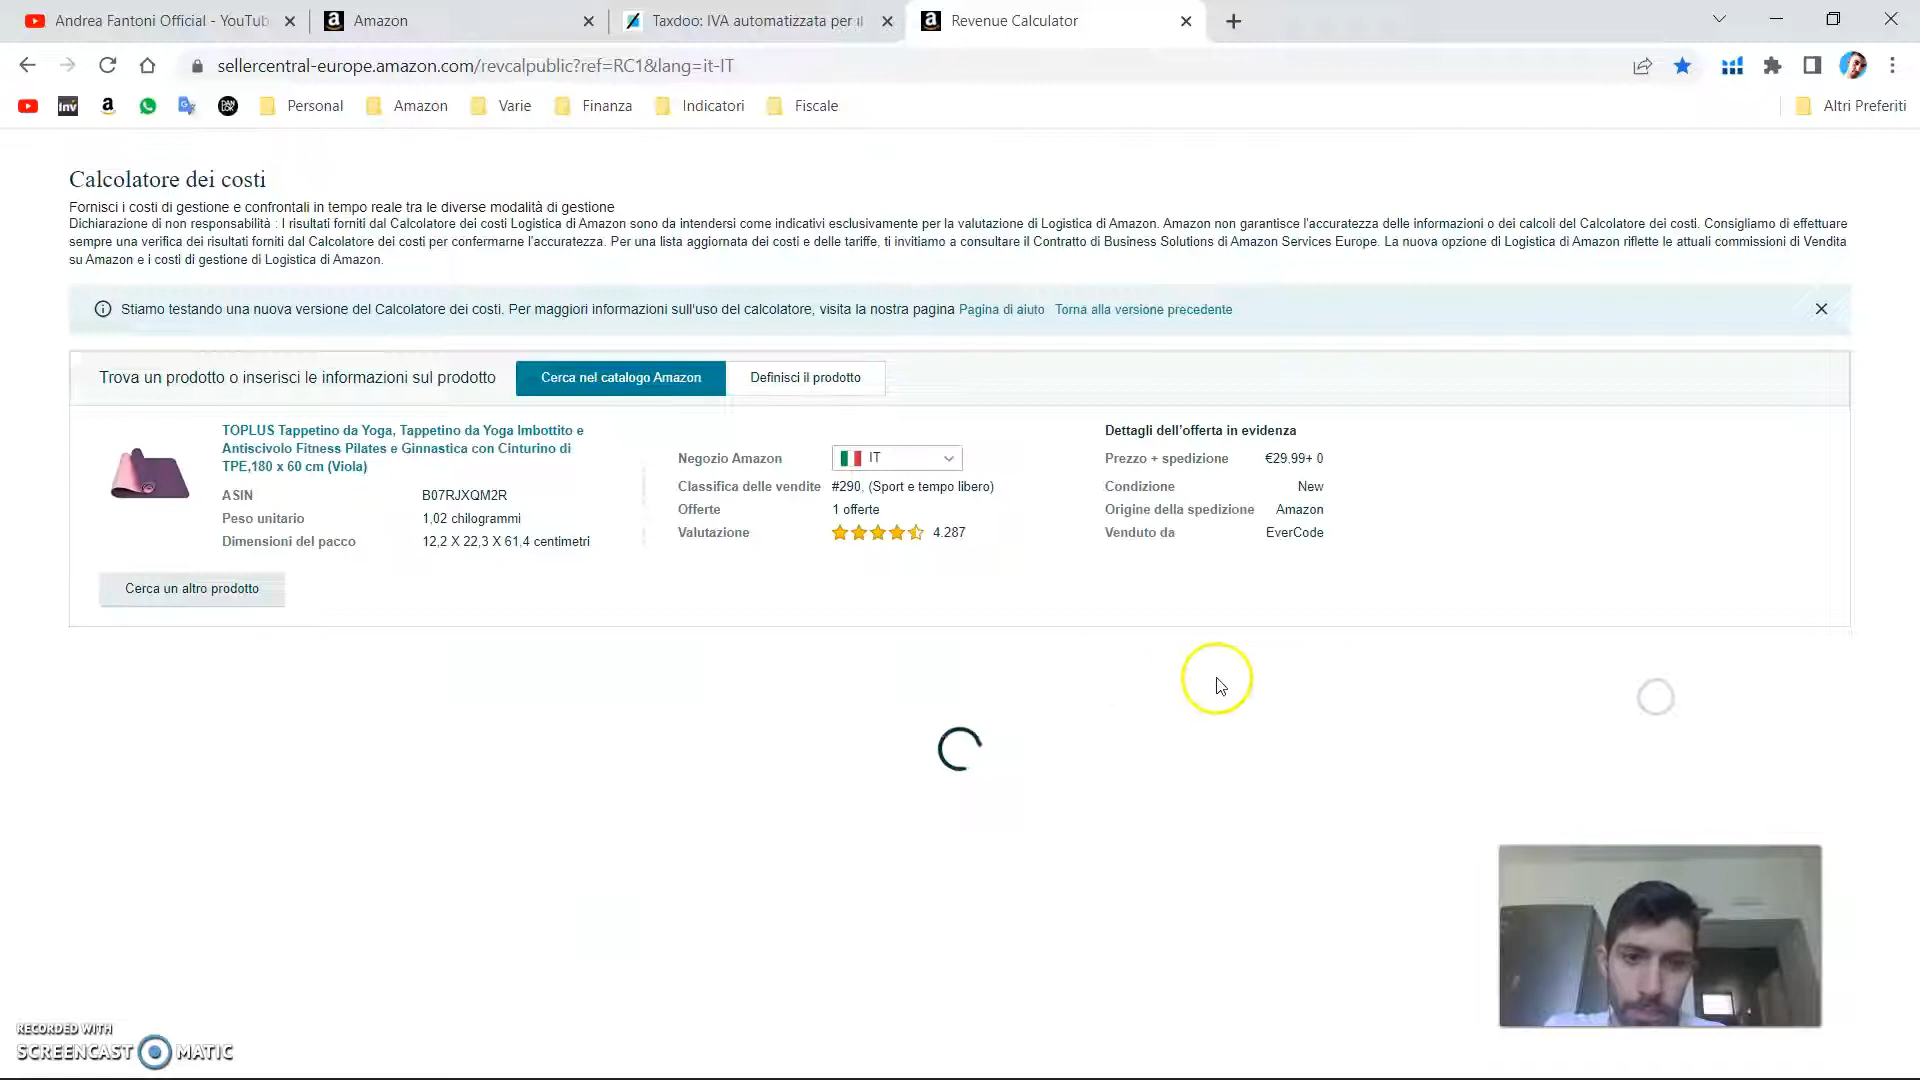 Andrea Fantoni Official - YouTub
Amazon
Taxdoo: IVA automatizzata per il
Revenue Calculator
sellercentral-europe.amazon.com/revcalpublic?ref=RC1&lang=it-IT
Inv
DAN LOK
Personal
Amazon
Varie
Finanza
Indicatori
Fiscale
Altri Preferiti
Calcolatore dei costi
Fornisci i costi di gestione e confrontali in tempo reale tra le diverse modalità di gestione
Dichiarazione di non responsabilità : I risultati forniti dal Calcolatore dei costi Logistica di Amazon sono da intendersi come indicativi esclusivamente per la valutazione di Logistica di Amazon. Amazon non garantisce l'accuratezza delle informazioni o dei calcoli del Calcolatore dei costi. Consigliamo di effettuare
sempre una verifica dei risultati forniti dal Calcolatore dei costi per confermarne l'accuratezza. Per una lista aggiornata dei costi e delle tariffe, ti invitiamo a consultare il Contratto di Business Solutions di Amazon Services Europe. La nuova opzione di Logistica di Amazon riflette le attuali commissioni di Vendita
su Amazon e i costi di gestione di Logistica di Amazon.
Stiamo testando una nuova versione del Calcolatore dei costi. Per maggiori informazioni sull'uso del calcolatore, visita la nostra pagina Pagina di aiuto Torna alla versione precedente
Trova un prodotto o inserisci le informazioni sul prodotto
Cerca nel catalogo Amazon
Definisci il prodotto
TOPLUS Tappetino da Yoga, Tappetino da Yoga Imbottito e
Antiscivolo Fitness Pilates e Ginnastica con Cinturino di
TPE,180 x 60 cm (Viola)
ASIN B07RJXQM2R
Peso unitario 1,02 chilogrammi
Dimensioni del pacco 12,2 X 22,3 X 61,4 centimetri
Negozio Amazon IT
Classifica delle vendite #290, (Sport e tempo libero)
Offerte 1 offerte
Valutazione 4.287
Dettagli dell'offerta in evidenza
Prezzo + spedizione €29.99+ 0
Condizione New
Origine della spedizione Amazon
Venduto da EverCode
Cerca un altro prodotto
RECORDED WITH
SCREENCAST MATIC